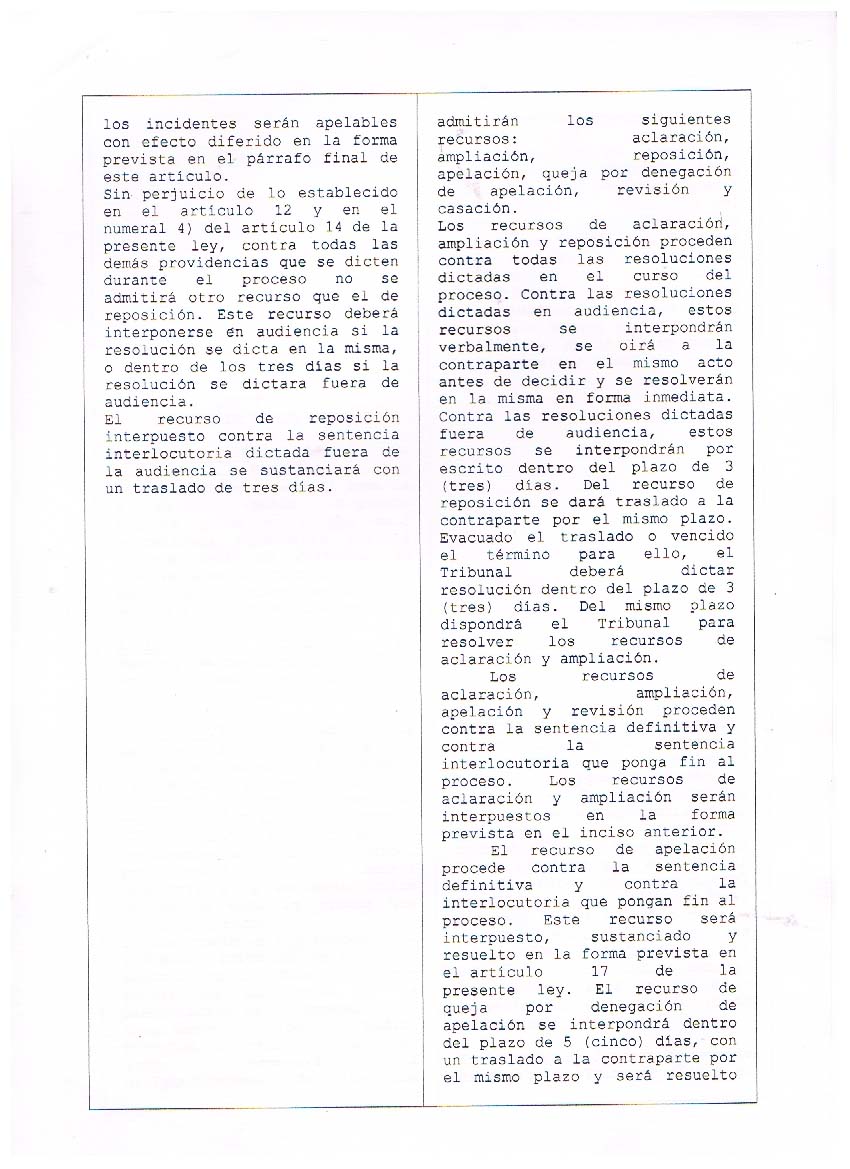 los incidentes serán apelables
con efecto diferido en la forma
prevista en el párrafo final de
este artículo.
Sin perjuicio de lo establecido
en el artículo 12 y en el
numeral 4) del artículo 14 de la
presente ley, contra todas las
demás providencias que se dicten
durante el proceso no se
admitirá otro recurso que el de
reposición. Este recurso deberá
interponerse en audiencia si la
resolución se dicta en la misma,
o dentro de los tres días si la
resolución se dictara fuera de
audiencia.
El recurso de reposición
interpuesto contra la sentencia
interlocutoria dictada fuera de
la audiencia se sustanciará con
un traslado de tres días.
admitirán los siguientes
recursos: aclaración,
ampliación, reposición,
apelación, queja por denegación
de apelación, revisión y
casación.
Los recursos de aclaración,
ampliación y reposición proceden
contra todas las resoluciones
dictadas en el curso del
proceso. Contra las resoluciones
dictadas en audiencia, estos
recursos se interpondrán
verbalmente, se oirá a la
contraparte en el mismo acto
antes de decidir y se resolverán
en la misma en forma inmediata.
Contra las resoluciones dictadas
fuera de audiencia, estos
recursos se interpondrán por
escrito dentro del plazo de 3
(tres) días. Del recurso de
reposición se dará traslado a la
contraparte por el mismo plazo.
Evacuado el traslado o vencido
el término para ello, el
Tribunal deberá dictar
resolución dentro del plazo de 3
(tres) días. Del mismo plazo
dispondrá el Tribunal para
resolver los recursos de
aclaración y ampliación.
Los recursos de
aclaración, ampliación,
apelación y revisión proceden
contra la sentencia definitiva y
contra la sentencia
interlocutoria que ponga fin al
proceso. Los recursos de
aclaración y ampliación serán
interpuestos en la forma
prevista en el inciso anterior.
El recurso de apelación
procede contra la sentencia
definitiva y contra la
interlocutoria que pongan fin al
proceso. Este recurso será
interpuesto, sustanciado y
resuelto en la forma prevista en
el artículo 17 de la
presente ley. El recurso de
queja por denegación de
apelación se interpondrá dentro
del plazo de 5 (cinco) días, con
un traslado a la contraparte por
el mismo plazo y será resuelto